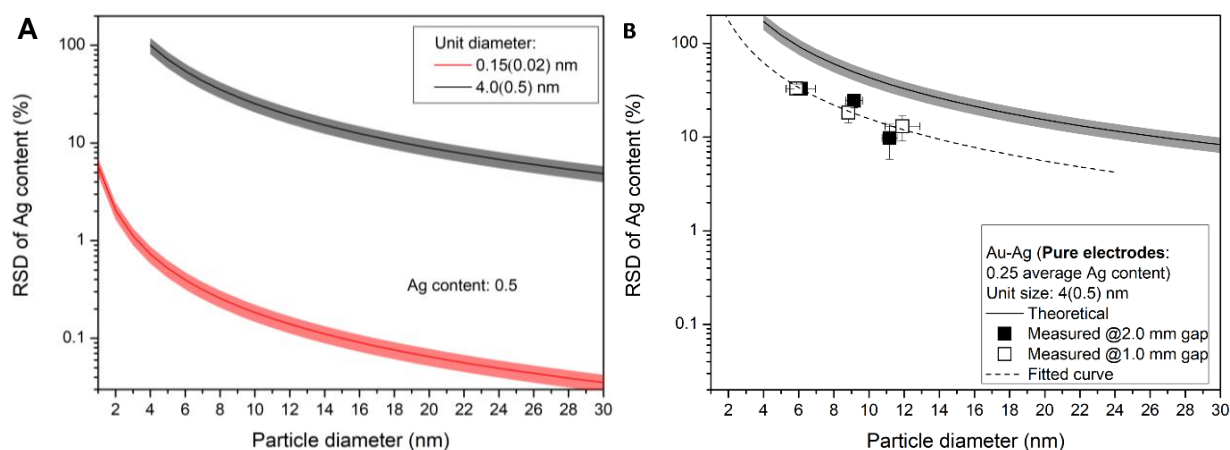 A
RSD of Ag content (%)
100
10
1
0.1
Unit diameter:
0.15(0.02) nm
4.0(0.5) nm
Ag content: 0.5
2 4 6 8 10 12 14 16 18 20 22 24 26 28 30
Particle diameter (nm)
B
RSD of Ag content (%)
100
10
1
0.1
Au-Ag (Pure electrodes:
0.25 average Ag content)
Unit size: 4(0.5) nm
Theoretical
Measured @2.0 mm gap
Measured @1.0 mm gap
Fitted curve
2 4 6 8 10 12 14 16 18 20 22 24 26 28 30
Particle diameter (nm)